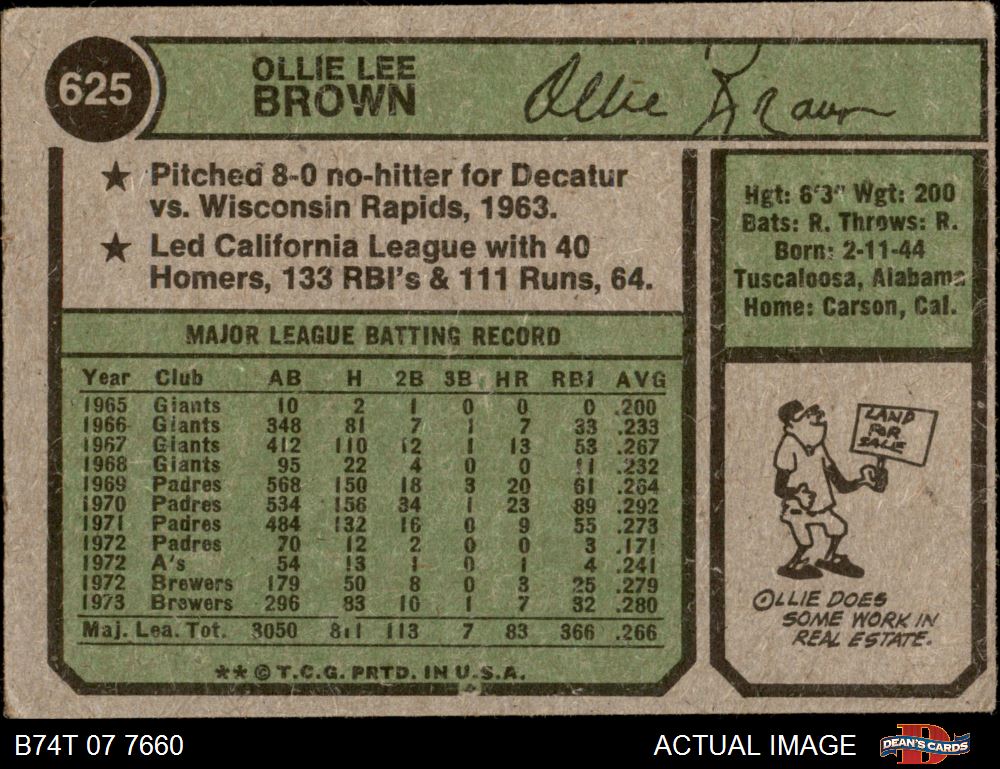 625
OLLIE LEE
BROWN
Ollie Brown
★ Pitched 8-0 no-hitter for Decatur
vs. Wisconsin Rapids, 1963.
★ Led California League with 40
Homers, 133 RBI's & 111 Runs, 64.
Hgt: 6'3" Wgt: 200
Bats: R. Throws: R.
Born: 2-11-44
Tuscaloosa, Alabama
Home: Carson, Cal.
MAJOR LEAGUE BATTING RECORD
Year Club AB H 2B 3B HR RBI AVG
1965 Giants 10 2 1 0 0 0 .200
1966 Giants 348 81 7 1 7 33 .233
1967 Giants 412 110 12 1 13 53 .267
1968 Giants 95 22 4 0 0 11 .232
1969 Padres 568 150 18 3 20 61 .264
1970 Padres 534 156 34 1 23 89 .292
1971 Padres 484 132 16 0 9 55 .273
1972 Padres 70 12 2 0 0 3 .171
1972 A's 54 13 1 0 1 4 .241
1972 Brewers 179 50 8 0 3 25 .279
1973 Brewers 296 83 10 1 7 32 .280
Maj. Lea. Tot. 3050 811 113 7 83 366 .266
** © T.C.G. PRTD. IN U.S.A.
LAND
FOR
SALE
OLLIE DOES
SOME WORK IN
REAL ESTATE.
B74T 07 7660
ACTUAL IMAGE
DEAN'S CARDS